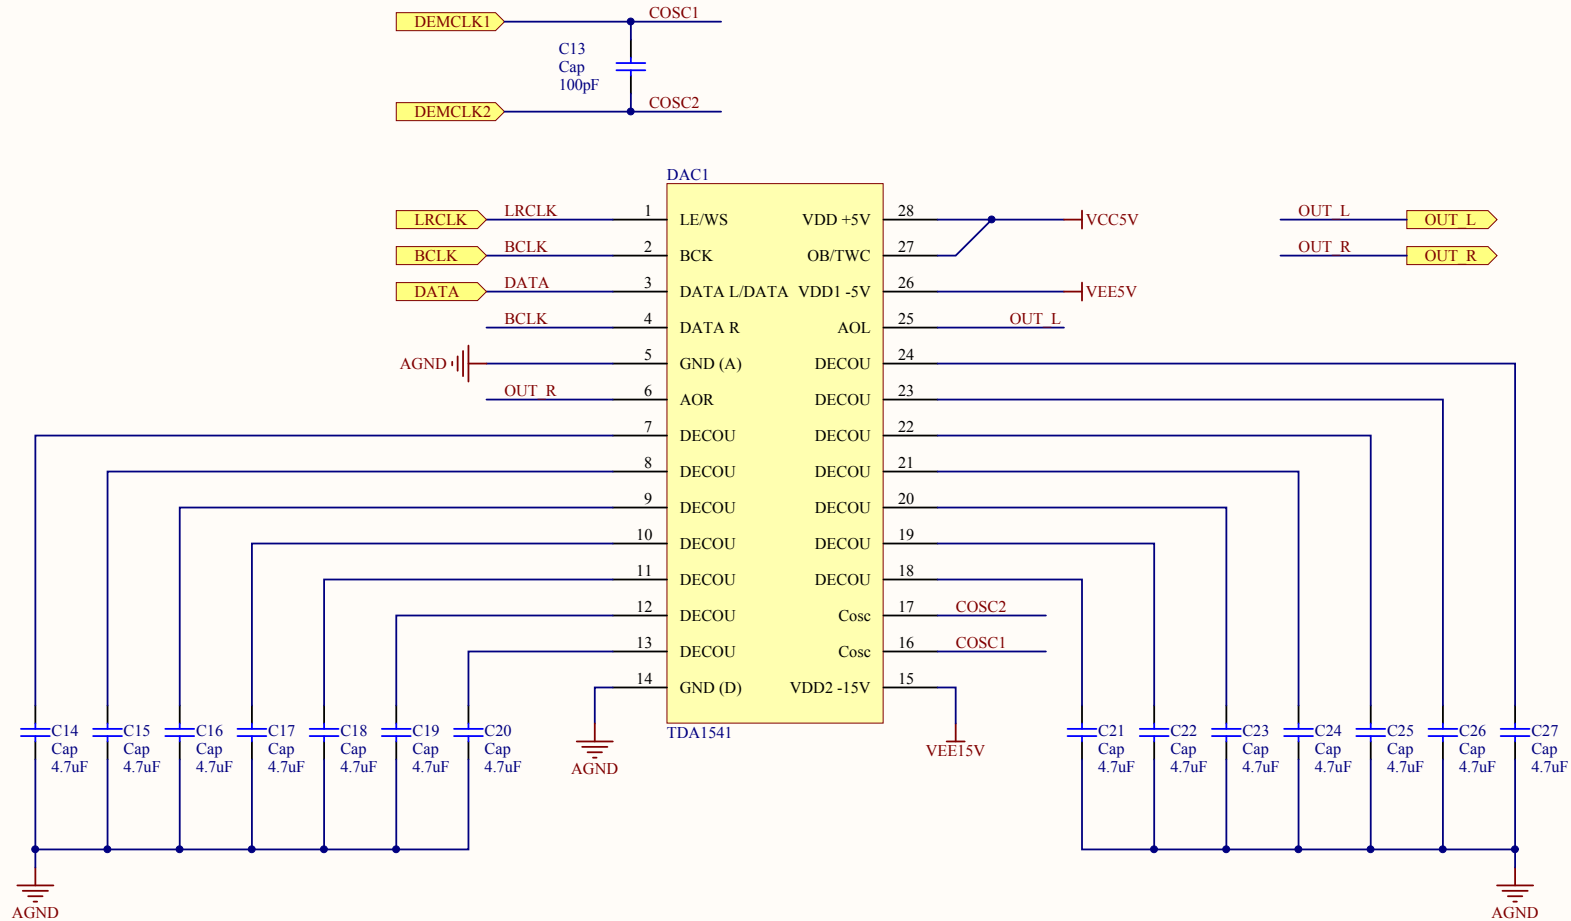 DEMCLK1 COSC1
C13
Cap
100pF
DEMCLK2 COSC2
DAC1
LRCLK LRCLK 1 LE/WS VDD +5V 28 VCC5V OUT_L OUT_L
BCLK BCLK 2 BCK OB/TWC 27 OUT_R OUT_R
DATA DATA 3 DATA L/DATA VDD1 -5V 26 VEE5V
BCLK 4 DATA R AOL 25 OUT_L
AGND 5 GND (A) DECOU 24
OUT_R 6 AOR DECOU 23
7 DECOU DECOU 22
8 DECOU DECOU 21
9 DECOU DECOU 20
10 DECOU DECOU 19
11 DECOU DECOU 18
12 DECOU Cosc 17 COSC2
13 DECOU Cosc 16 COSC1
14 GND (D) VDD2 -15V 15
C14 C15 C16 C17 C18 C19 C20 TDA1541 C21 C22 C23 C24 C25 C26 C27
Cap Cap Cap Cap Cap Cap Cap VEE15V Cap Cap Cap Cap Cap Cap Cap
4.7uF 4.7uF 4.7uF 4.7uF 4.7uF 4.7uF 4.7uF AGND 4.7uF 4.7uF 4.7uF 4.7uF 4.7uF 4.7uF 4.7uF
AGND AGND